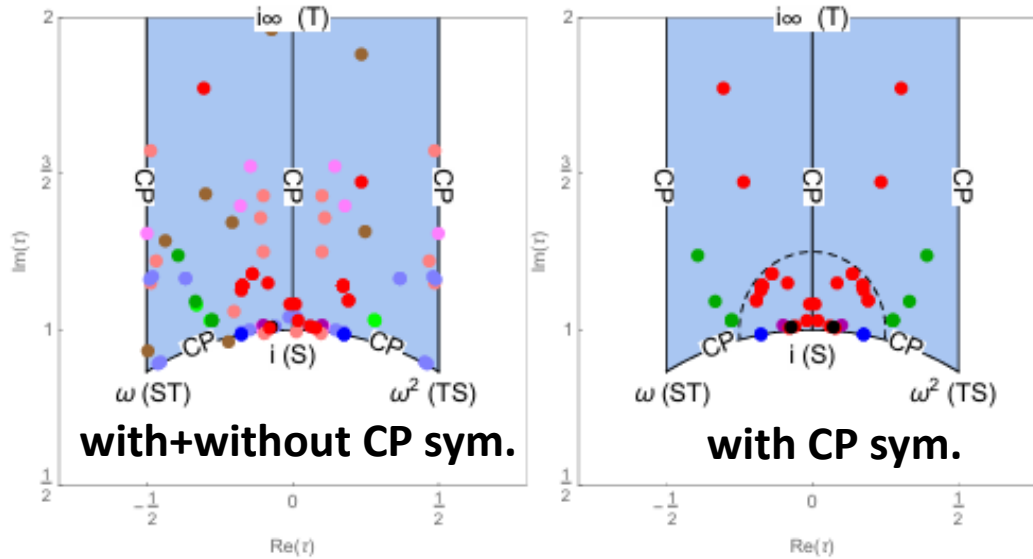 2
i∞ (T)
3
2
CP
CP
CP
Im(τ)
1
CP
CP
i (S)
ω (ST)
ω² (TS)
with+without CP sym.
1
2
-1
2
0
1
2
Re(τ)
2
i∞ (T)
3
2
CP
CP
CP
Im(τ)
1
CP
CP
i (S)
ω (ST)
ω² (TS)
with CP sym.
1
2
-1
2
0
1
2
Re(τ)